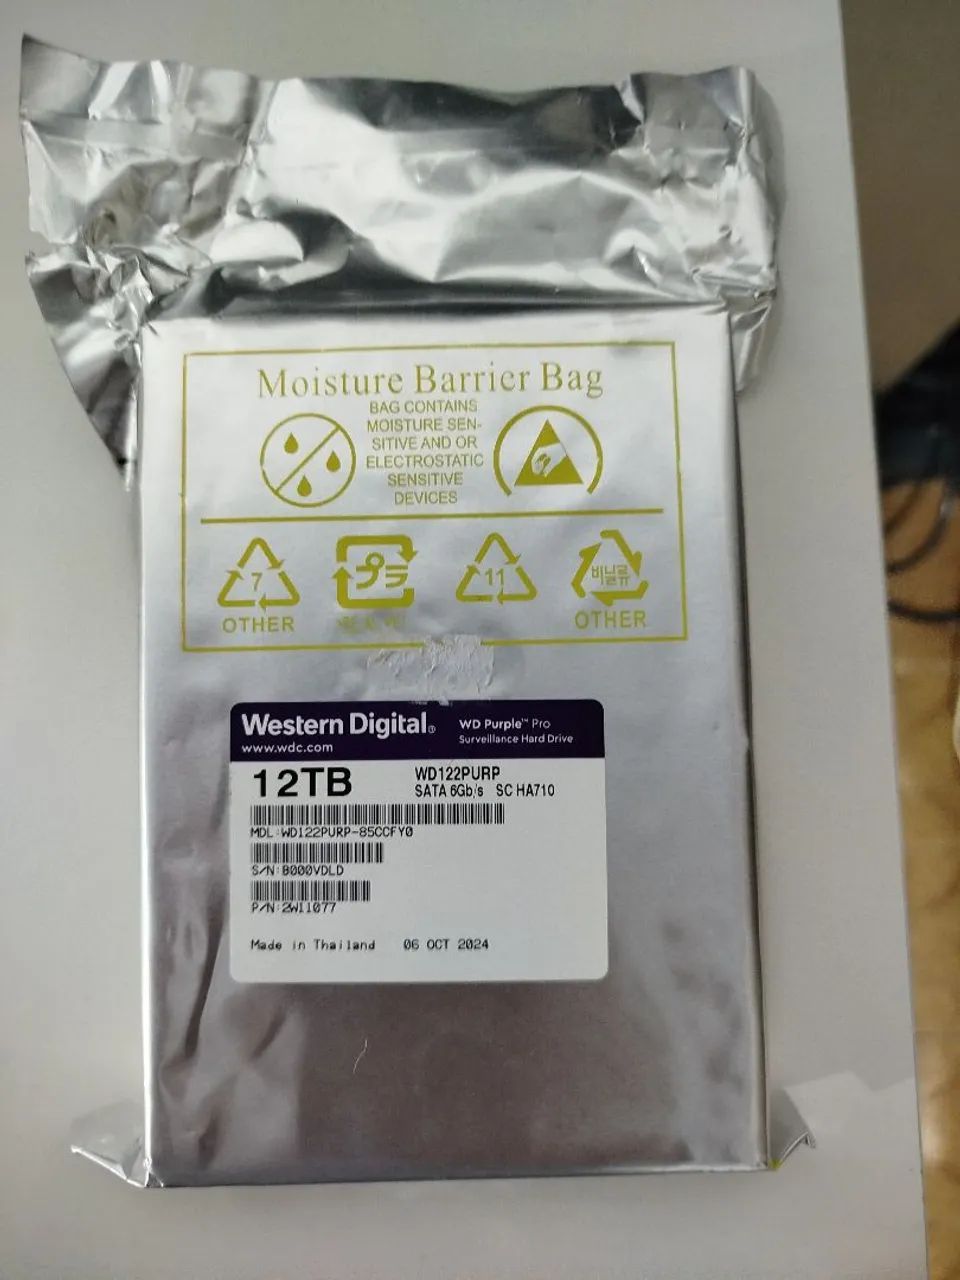 Moisture Barrier Bag
BAG CONTAINS
MOISTURE SEN-
SITIVE AND OR
ELECTROSTATIC
SENSITIVE
DEVICES
7
プラ
11
비닐류
OTHER
OTHER
Western Digital®
www.wdc.com
WD Purple™ Pro
Surveillance Hard Drive
12TB
WD122PURP
SATA 6Gb/s SC HA710
MDL:WD122PURP-85CCFY0
S/N:8000VDLD
P/N:2W11077
Made in Thailand 06 OCT 2024